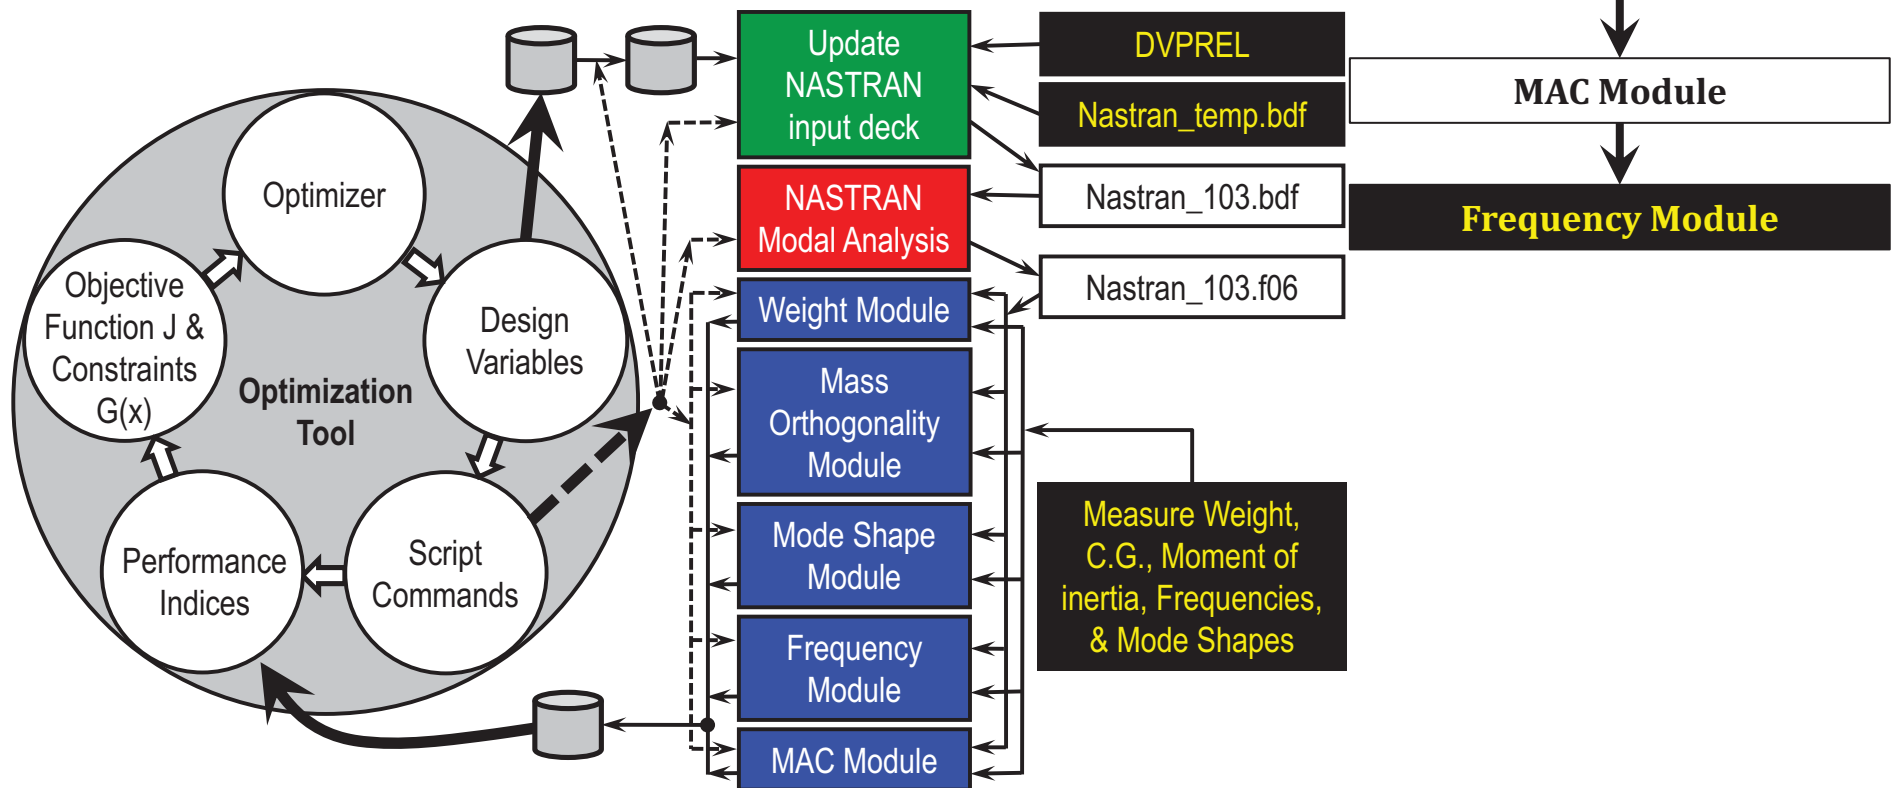 Optimizer
Objective
Function J &
Constraints
G(x)
Design
Variables
Optimization
Tool
Performance
Indices
Script
Commands
Update
NASTRAN
input deck
NASTRAN
Modal Analysis
Weight Module
Mass
Orthogonality
Module
Mode Shape
Module
Frequency
Module
MAC Module
DVPREL
Nastran_temp.bdf
Nastran_103.bdf
Nastran_103.f06
Measure Weight,
C.G., Moment of
inertia, Frequencies,
& Mode Shapes
MAC Module
Frequency Module